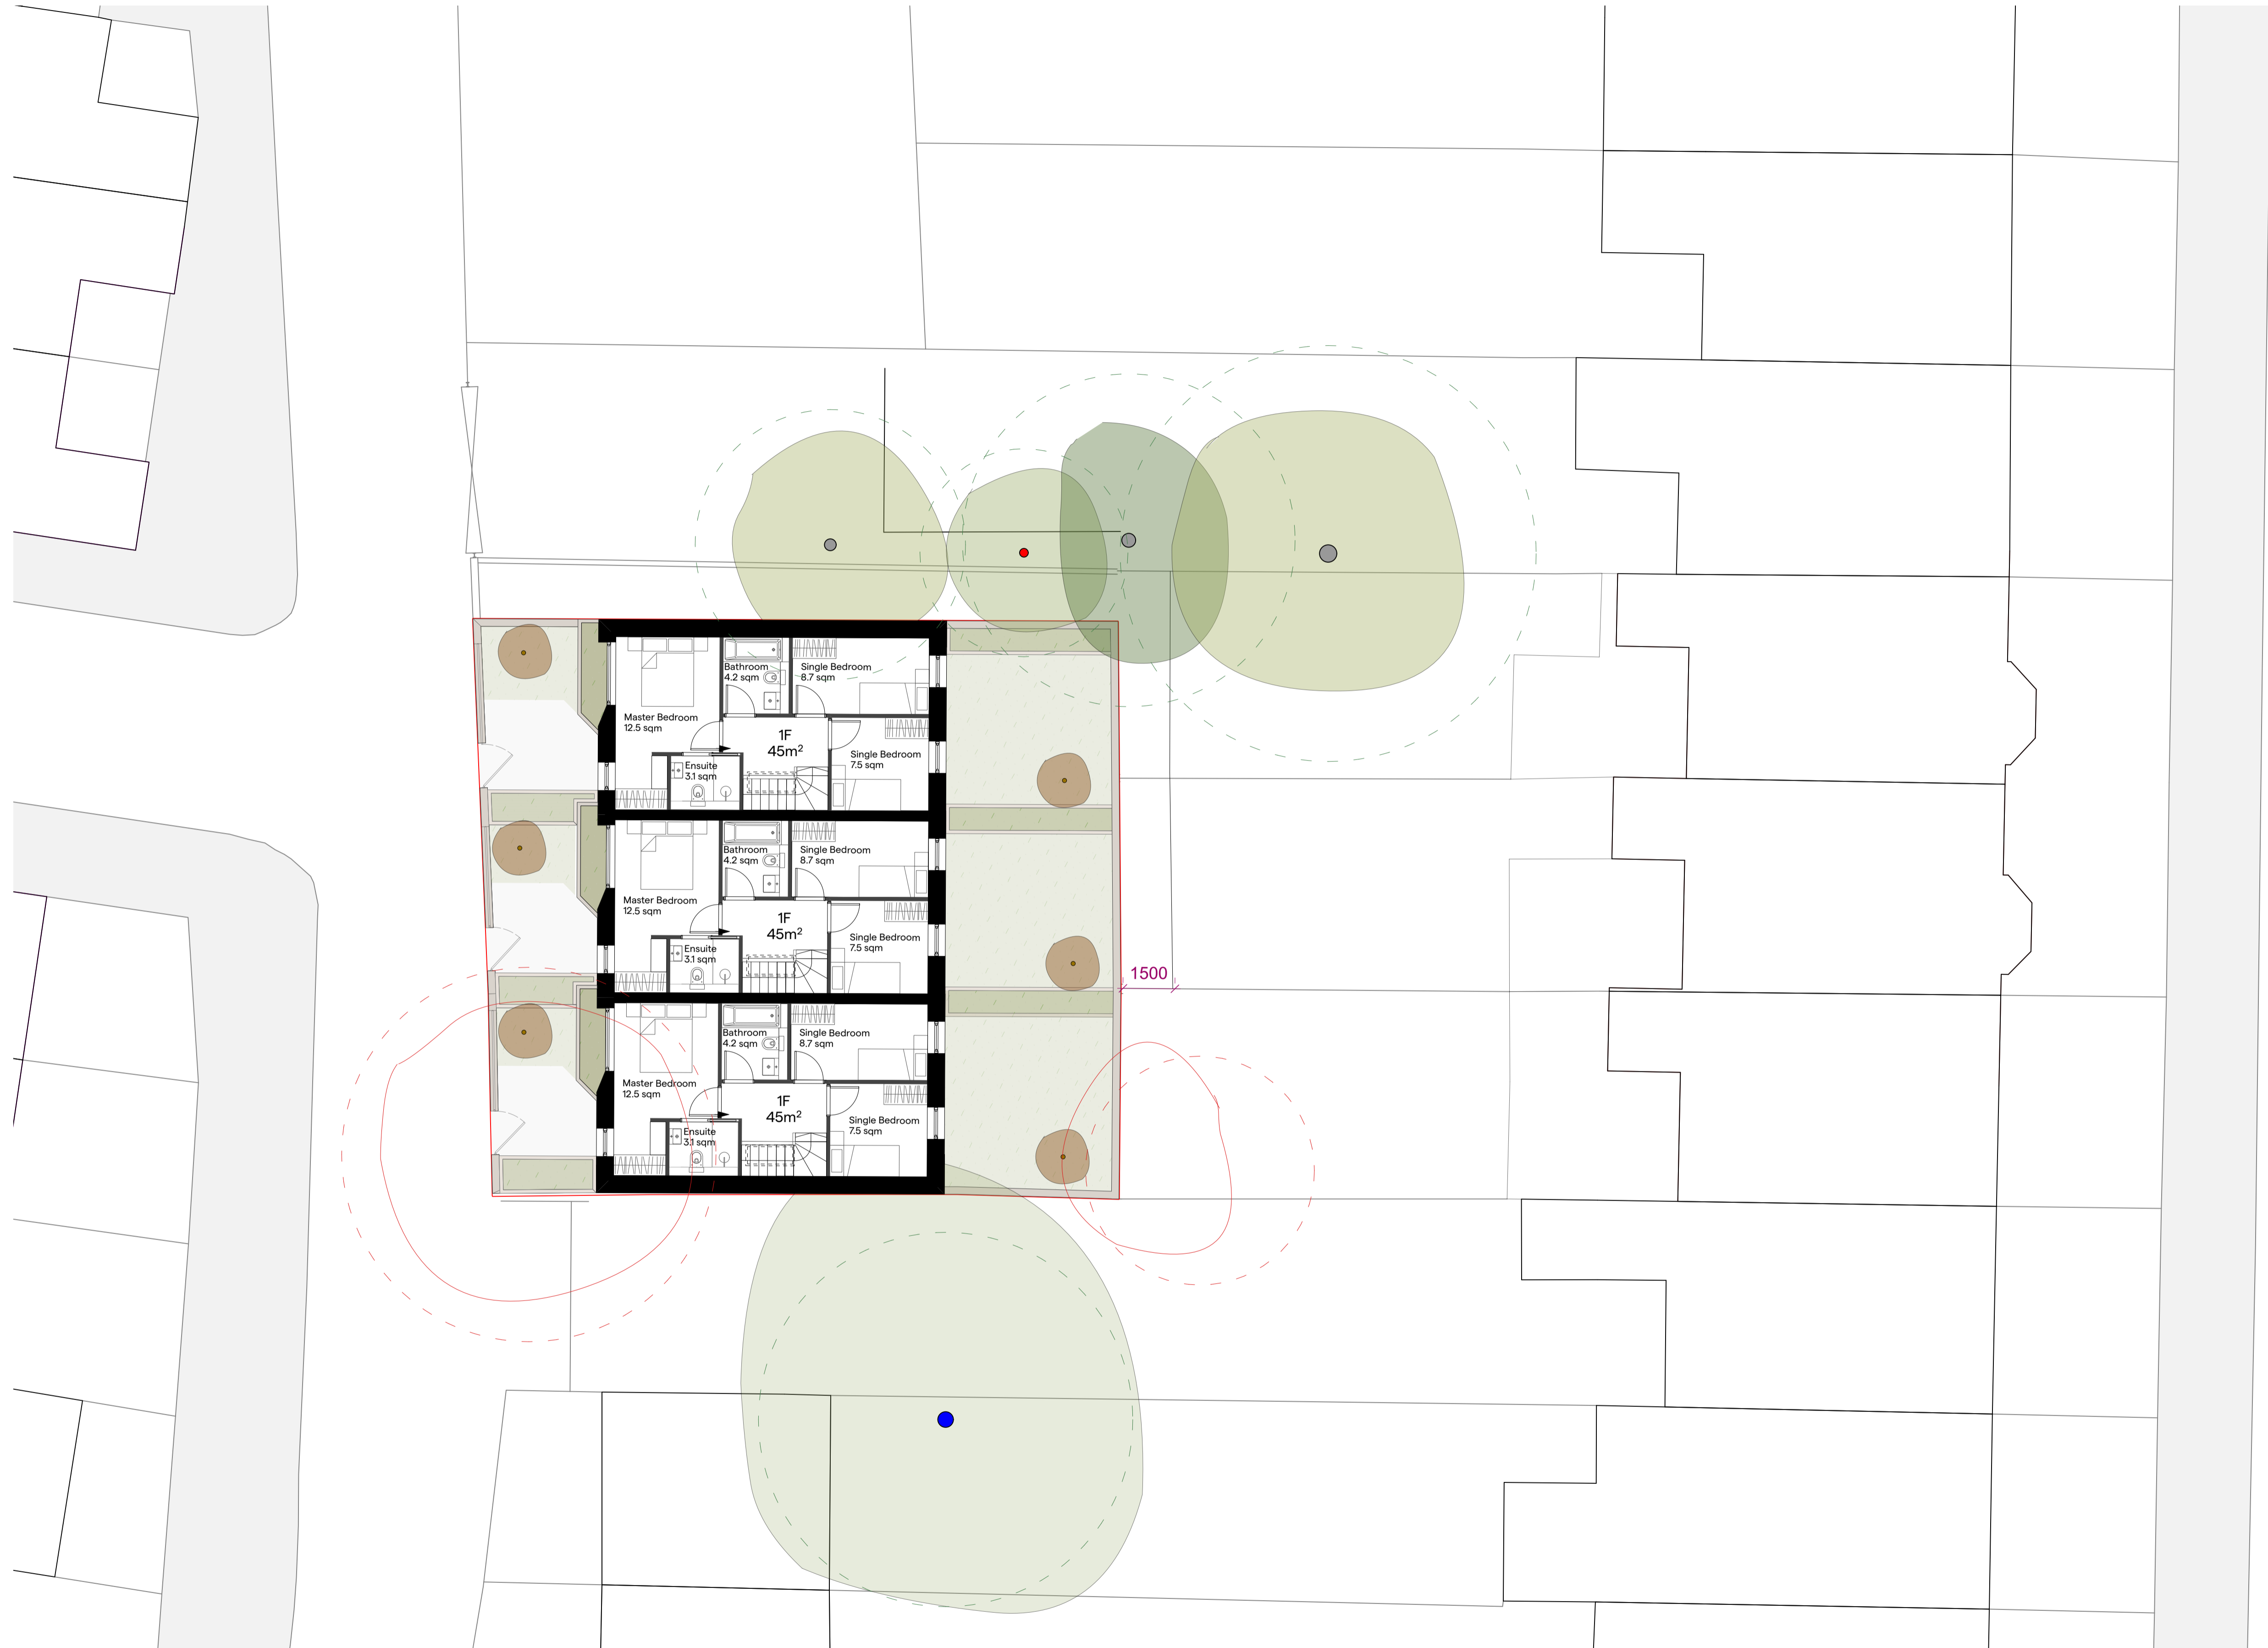 Bathroom
4.2 sqm
Single Bedroom
8.7 sqm
Master Bedroom
12.5 sqm
1F
45m²
Single Bedroom
7.5 sqm
Ensuite
3.1 sqm
Bathroom
4.2 sqm
Single Bedroom
8.7 sqm
Master Bedroom
12.5 sqm
1F
45m²
Single Bedroom
7.5 sqm
Ensuite
3.1 sqm
1500
Bathroom
4.2 sqm
Single Bedroom
8.7 sqm
Master Bedroom
12.5 sqm
1F
45m²
Single Bedroom
7.5 sqm
Ensuite
3.1 sqm